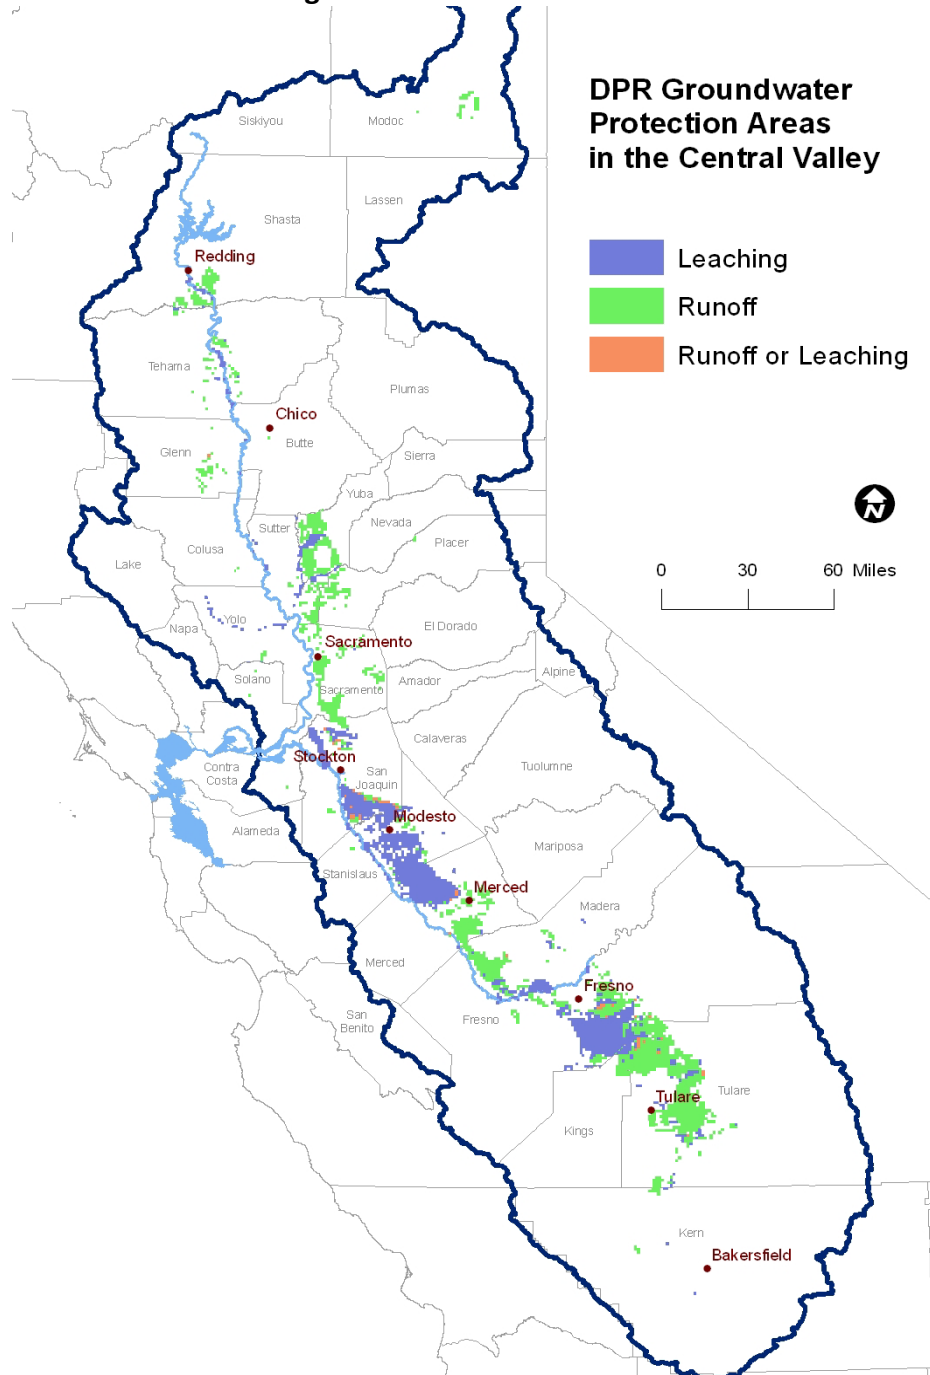 DPR Groundwater
Protection Areas
in the Central Valley
Leaching
Runoff
Runoff or Leaching
N
0 30 60 Miles
Siskiyou
Modoc
Shasta
Lassen
Redding
Tehama
Plumas
Chico
Butte
Glenn
Sierra
Yuba
Nevada
Sutter
Colusa
Placer
Lake
Yolo
Napa
El Dorado
Sacramento
Solano
Sacramento
Amador
Alpine
Calaveras
Stockton
Contra
Costa
San
Joaquin
Tuolumne
Modesto
Alameda
Mariposa
Stanislaus
Merced
Madera
Merced
Fresno
San
Benito
Fresno
Tulare
Tulare
Kings
Kern
Bakersfield